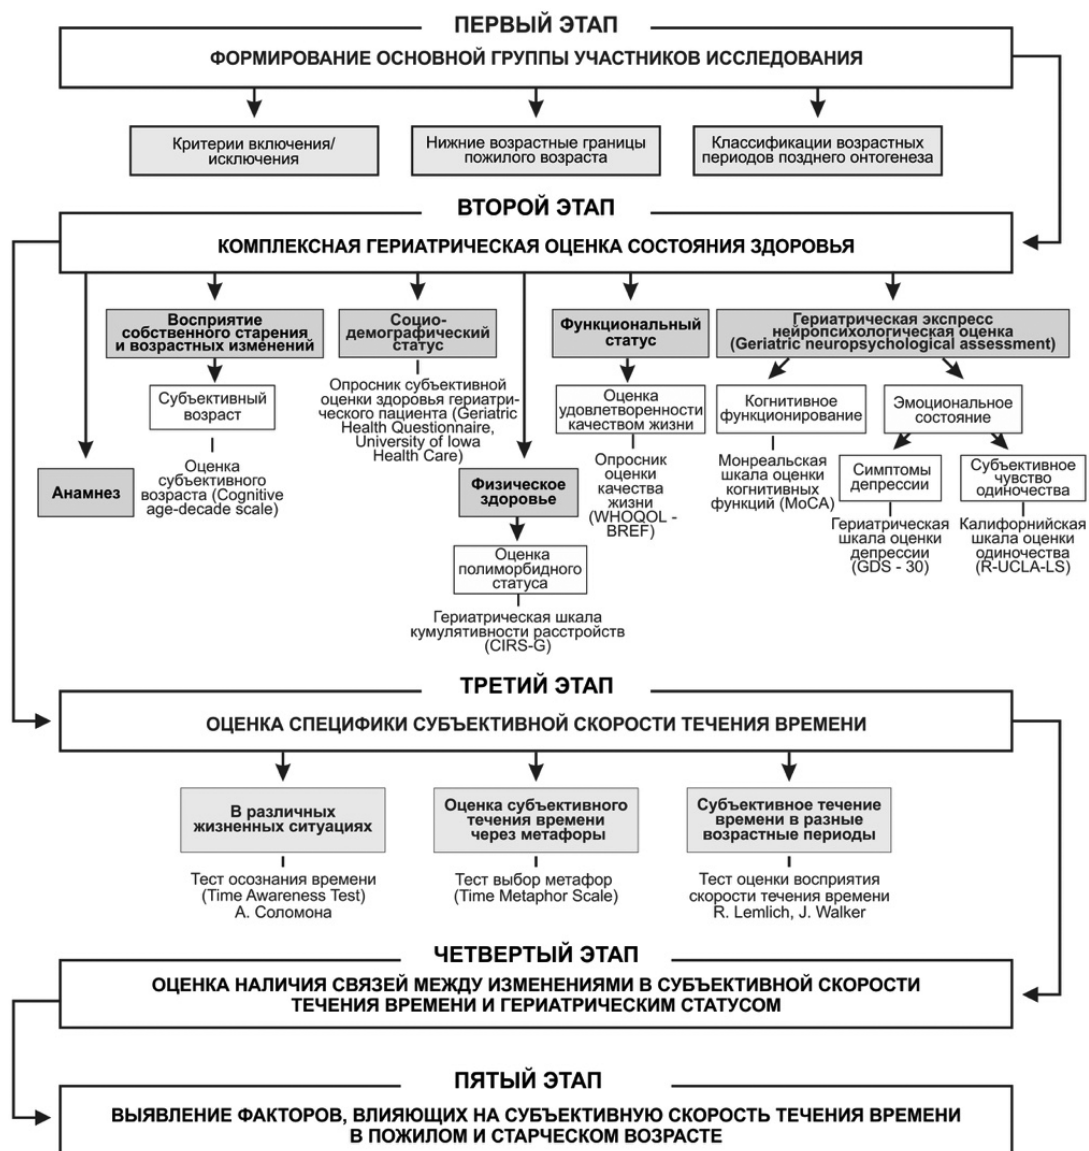 ПЕРВЫЙ ЭТАП
ФОРМИРОВАНИЕ ОСНОВНОЙ ГРУППЫ УЧАСТНИКОВ ИССЛЕДОВАНИЯ
Критерии включения/
исключения
Нижние возрастные границы
пожилого возраста
Классификации возрастных
периодов позднего онтогенеза
ВТОРОЙ ЭТАП
КОМПЛЕКСНАЯ ГЕРИАТРИЧЕСКАЯ ОЦЕНКА СОСТОЯНИЯ ЗДОРОВЬЯ
Анамнез
Восприятие
собственного старения
и возрастных изменений
Субъективный
возраст
Оценка
субъективного
возраста (Cognitive
age-decade scale)
Социо-
демографический
статус
Опросник субъективной
оценки здоровья гериатри-
ческого пациента (Geriatric
Health Questionnaire,
University of Iowa
Health Care)
Физическое
здоровье
Оценка
полиморбидного
статуса
Гериатрическая шкала
кумулятивности расстройств
(CIRS-G)
Функциональный
статус
Оценка
удовлетворенности
качеством жизни
Опросник
оценки
качества
жизни
(WHOQOL -
BREF)
Гериатрическая экспресс
нейропсихологическая оценка
(Geriatric neuropsychological assessment)
Когнитивное
функционирование
Монреальская
шкала оценки
когнитивных
функций (MoCA)
Эмоциональное
состояние
Симптомы
депрессии
Гериатрическая
шкала оценки
депрессии
(GDS - 30)
Субъективное
чувство
одиночества
Калифорнийская
шкала оценки
одиночества
(R-UCLA-LS)
ТРЕТИЙ ЭТАП
ОЦЕНКА СПЕЦИФИКИ СУБЪЕКТИВНОЙ СКОРОСТИ ТЕЧЕНИЯ ВРЕМЕНИ
В различных
жизненных ситуациях
Тест осознания времени
(Time Awareness Test)
А. Соломона
Оценка субъективного
течения времени
через метафоры
Тест выбор метафор
(Time Metaphor Scale)
Субъективное течение
времени в разные
возрастные периоды
Тест оценки восприятия
скорости течения времени
R. Lemlich, J. Walker
ЧЕТВЕРТЫЙ ЭТАП
ОЦЕНКА НАЛИЧИЯ СВЯЗЕЙ МЕЖДУ ИЗМЕНЕНИЯМИ В СУБЪЕКТИВНОЙ СКОРОСТИ
ТЕЧЕНИЯ ВРЕМЕНИ И ГЕРИАТРИЧЕСКИМ СТАТУСОМ
ПЯТЫЙ ЭТАП
ВЫЯВЛЕНИЕ ФАКТОРОВ, ВЛИЯЮЩИХ НА СУБЪЕКТИВНУЮ СКОРОСТЬ ТЕЧЕНИЯ ВРЕМЕНИ
В ПОЖИЛОМ И СТАРЧЕСКОМ ВОЗРАСТЕ